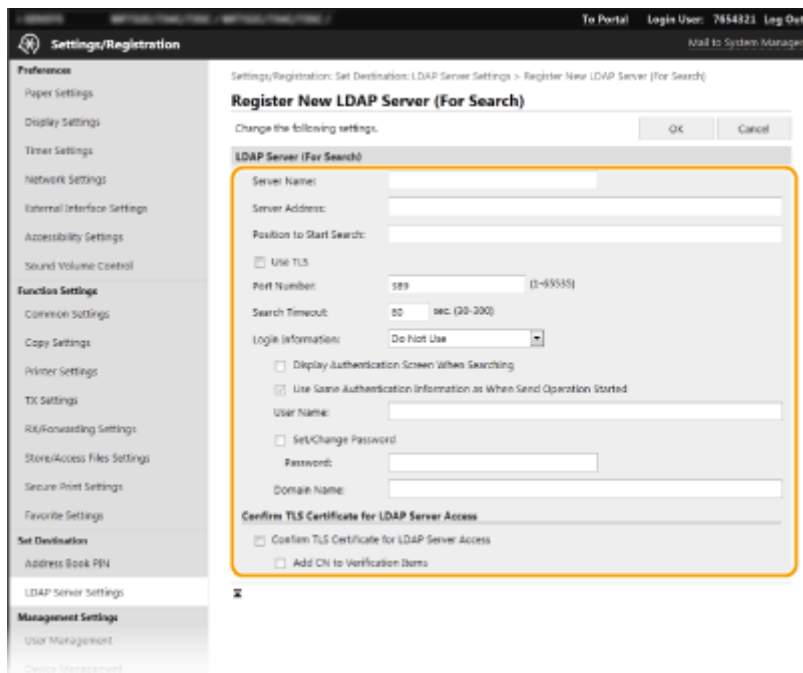 To Portal Login User: 7654321 Log Out
Settings/Registration
Mail to System Manager
Preferences
Paper Settings
Display Settings
Timer Settings
Network Settings
External Interface Settings
Accessibility Settings
Sound Volume Control
Function Settings
Common Settings
Copy Settings
Printer Settings
TX Settings
RX/Forwarding Settings
Store/Access Files Settings
Secure Print Settings
Favorite Settings
Set Destination
Address Book PIN
LDAP Server Settings
Management Settings
User Management
Device Management
Settings/Registration: Set Destination: LDAP Server Settings > Register New LDAP Server (For Search)
Register New LDAP Server (For Search)
Change the following settings.
OK Cancel
LDAP Server (For Search)
Server Name:
Server Address:
Position to Start Search:
Use TLS
Port Number: 389 (1-65535)
Search Timeout: 60 sec. (30-300)
Login Information: Do Not Use
Display Authentication Screen When Searching
Use Same Authentication Information as When Send Operation Started
User Name:
Set/Change Password
Password:
Domain Name:
Confirm TLS Certificate for LDAP Server Access
Confirm TLS Certificate for LDAP Server Access
Add CN to Verification Items